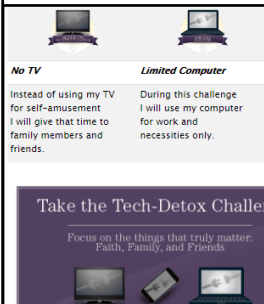 No TV
Limited Computer
Instead of using my TV
for self-amusement
I will give that time to
family members and
friends.
During this challenge
I will use my computer
for work and
necessities only.
Take the Tech-Detox Challe
Focus on the things that truly matter:
Faith, Family, and Friends